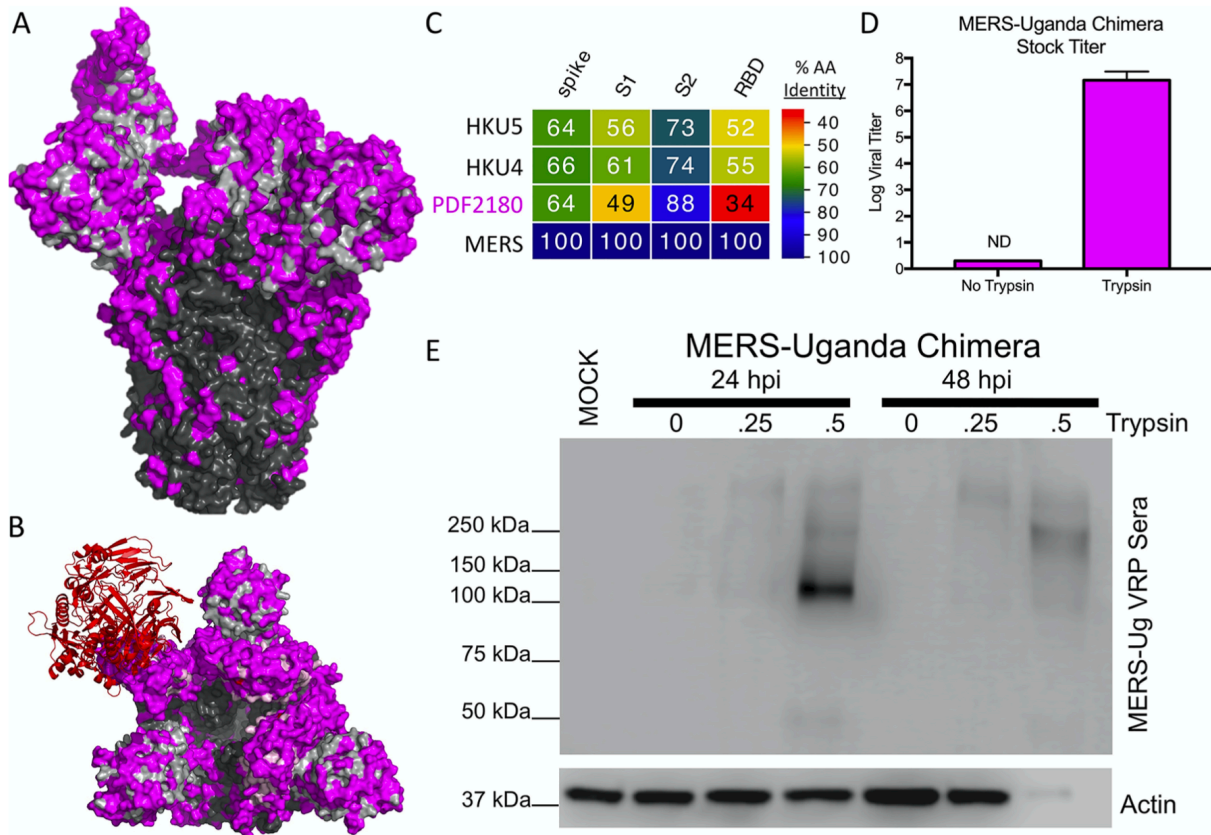 A
B
C
spike S1 S2 RBD
HKU5 64 56 73 52
HKU4 66 61 74 55
PDF2180 64 49 88 34
MERS 100 100 100 100
% AA
Identity
40
50
60
70
80
90
100
D
MERS-Uganda Chimera
Stock Titer
Log Viral Titer
8
7
6
5
4
3
2
1
0
ND
No Trypsin Trypsin
E
MERS-Uganda Chimera
MOCK
24 hpi 48 hpi
0 .25 .5 0 .25 .5 Trypsin
250 kDa
150 kDa
100 kDa
75 kDa
50 kDa
37 kDa
MERS-Ug VRP Sera
Actin